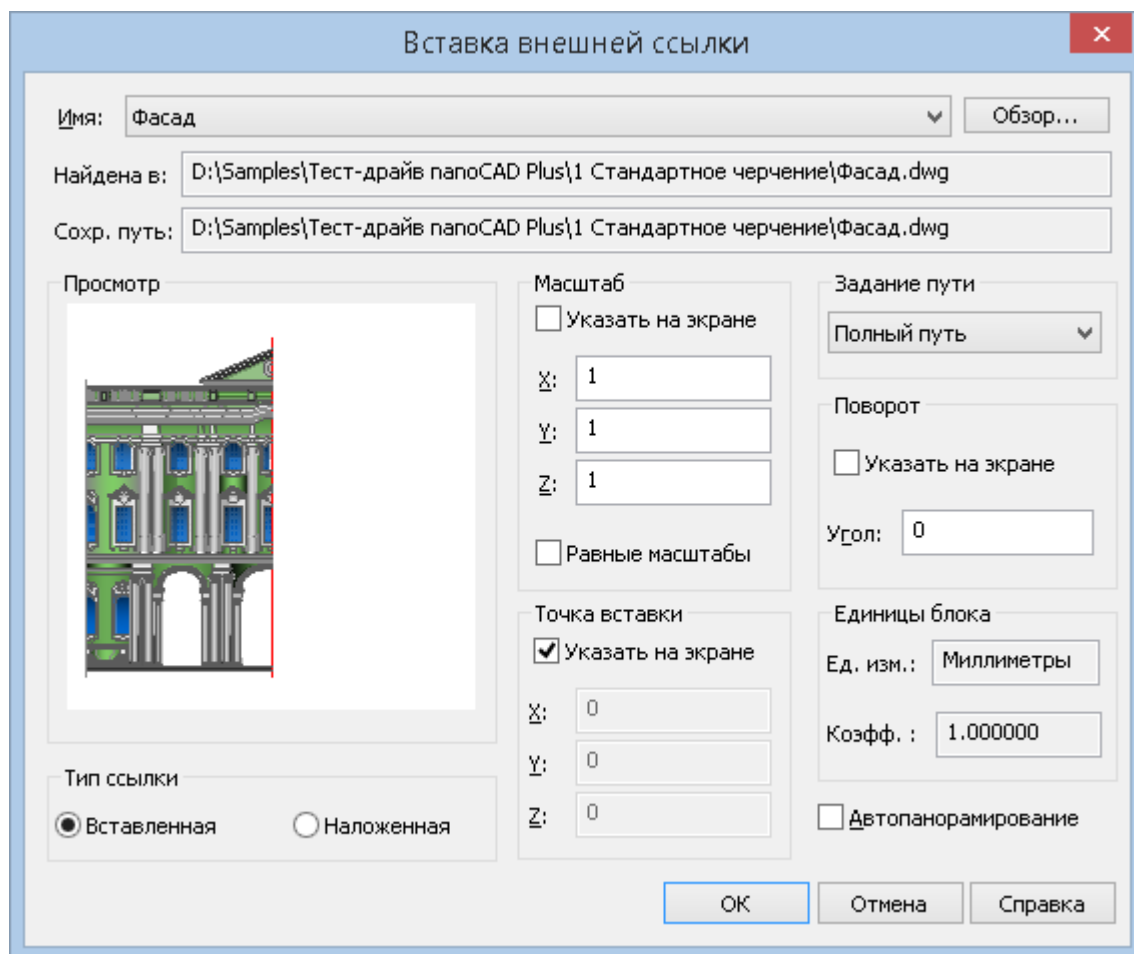 Вставка внешней ссылки
Имя: Фасад Обзор...
Найдена в: D:\Samples\Тест-драйв nanoCAD Plus\1 Стандартное черчение\Фасад.dwg
Сохр. путь: D:\Samples\Тест-драйв nanoCAD Plus\1 Стандартное черчение\Фасад.dwg
Просмотр
Тип ссылки
Вставленная Наложенная
Масштаб
Указать на экране
X: 1
Y: 1
Z: 1
Равные масштабы
Точка вставки
Указать на экране
X: 0
Y: 0
Z: 0
Задание пути
Полный путь
Поворот
Указать на экране
Угол: 0
Единицы блока
Ед. изм.: Миллиметры
Коэфф. : 1.000000
Автопанорамирование
ОК Отмена Справка